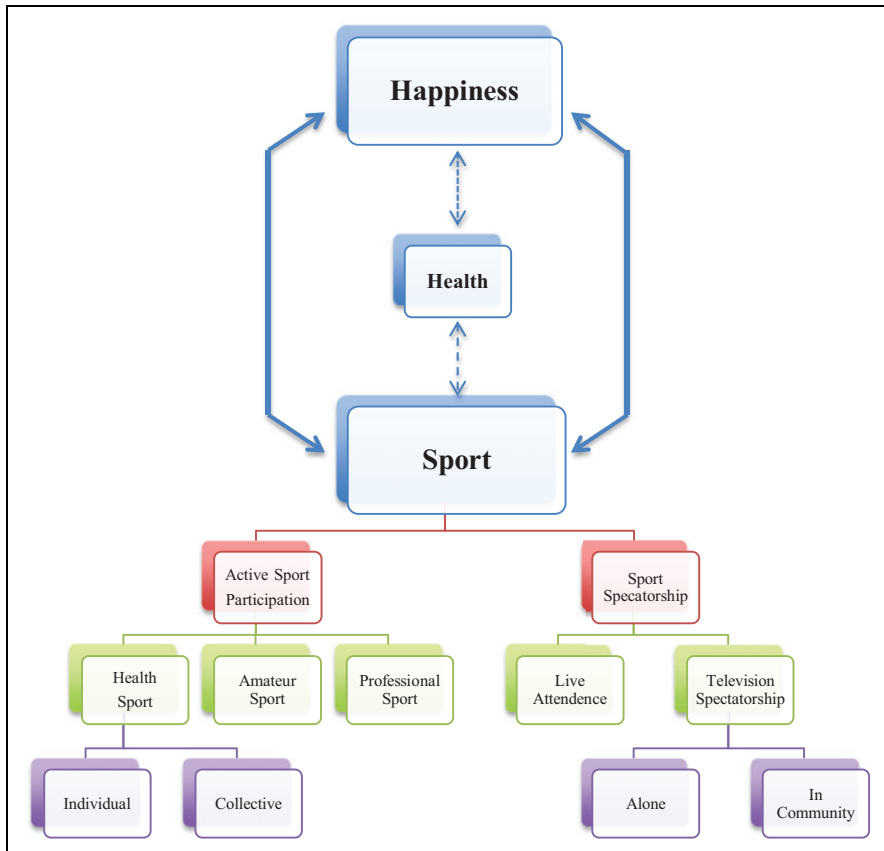 Happiness
Health
Sport
Active Sport
Participation
Sport
Specatorship
Health
Sport
Amateur
Sport
Professional
Sport
Live
Attendence
Television
Spectatorship
Individual
Collective
Alone
In
Community